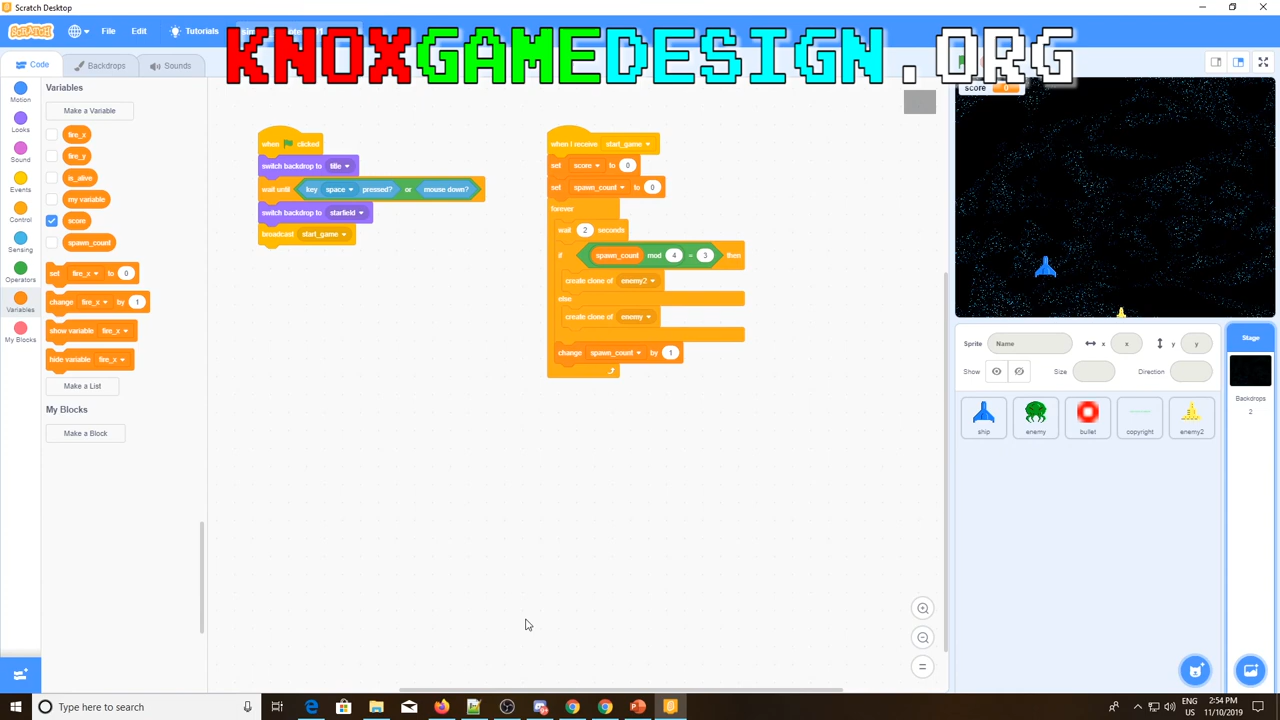 Scratch Desktop
SCRATCH File Edit Tutorials
KNOXGAMEDESIGN.ORG
Code Backdrops Sounds
Motion
Looks
Sound
Events
Control
Sensing
Operators
Variables
My Blocks
Variables
Make a Variable
fire_x
fire_y
is_alive
my variable
score
spawn_count
set fire_x to 0
change fire_x by 1
show variable fire_x
hide variable fire_x
Make a List
My Blocks
Make a Block
when clicked
switch backdrop to title
wait until key space pressed? or mouse down?
switch backdrop to starfield
broadcast start_game
when I receive start_game
set score to 0
set spawn_count to 0
forever
wait 2 seconds
if spawn_count mod 4 = 3 then
create clone of enemy2
else
create clone of enemy
change spawn_count by 1
score 0
Sprite Name x x y y
Show Size Direction
ship enemy bullet copyright enemy2
Stage
Backdrops
2
Type here to search
ENG
US
2:54 PM
11/10/2019